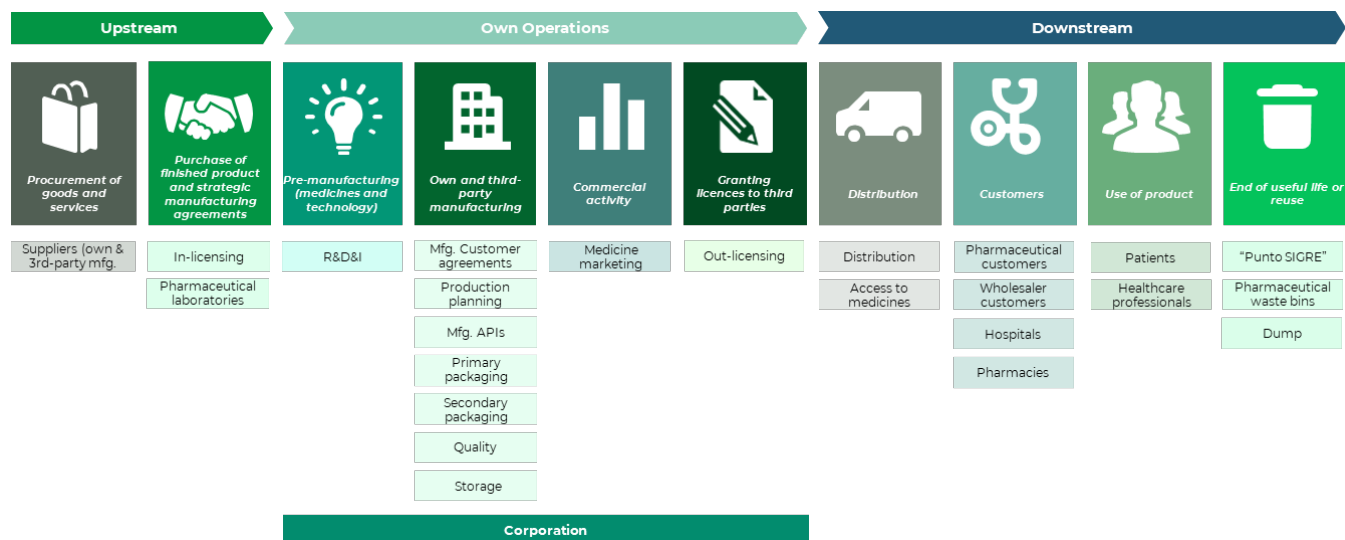 Upstream
Own Operations
Downstream
Procurement of
goods and
services
Purchase of
finished product
and strategic
manufacturing
agreements
Pre-manufacturing
(medicines and
technology)
Own and third-
party
manufacturing
Commercial
activity
Granting
licences to third
parties
Distribution
Customers
Use of product
End of useful life or
reuse
Suppliers (own &
3rd-party mfg.
In-licensing
Pharmaceutical
laboratories
R&D&I
Mfg. Customer
agreements
Production
planning
Mfg. APIs
Primary
packaging
Secondary
packaging
Quality
Storage
Medicine
marketing
Out-licensing
Distribution
Access to
medicines
Pharmaceutical
customers
Wholesaler
customers
Hospitals
Pharmacies
Patients
Healthcare
professionals
“Punto SIGRE”
Pharmaceutical
waste bins
Dump
Corporation